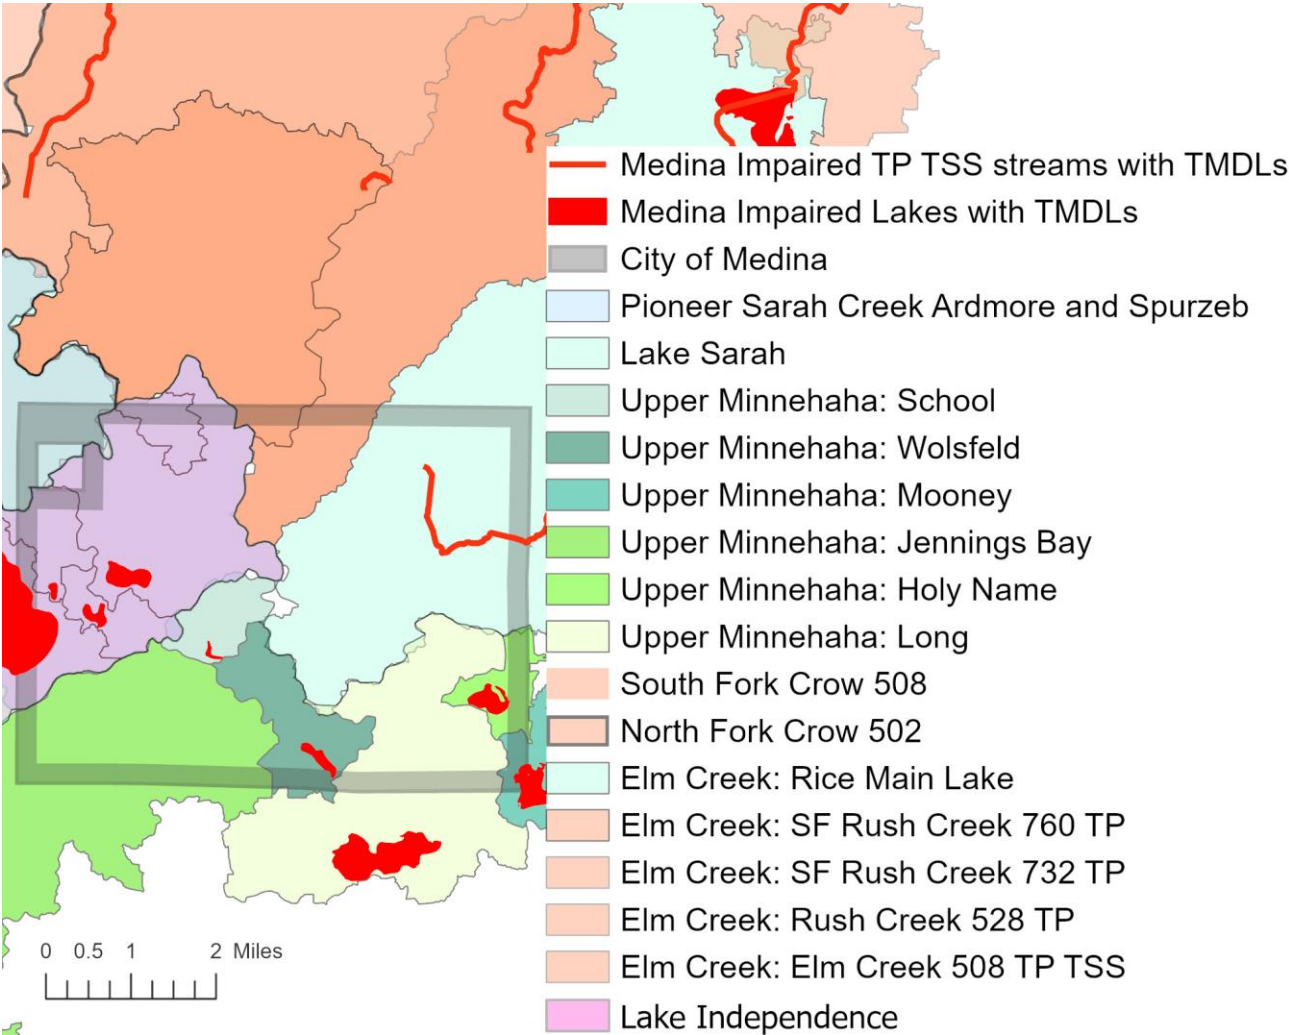 Medina Impaired TP TSS streams with TMDLs
Medina Impaired Lakes with TMDLs
City of Medina
Pioneer Sarah Creek Ardmore and Spurzeb
Lake Sarah
Upper Minnehaha: School
Upper Minnehaha: Wolsfeld
Upper Minnehaha: Mooney
Upper Minnehaha: Jennings Bay
Upper Minnehaha: Holy Name
Upper Minnehaha: Long
South Fork Crow 508
North Fork Crow 502
Elm Creek: Rice Main Lake
Elm Creek: SF Rush Creek 760 TP
Elm Creek: SF Rush Creek 732 TP
Elm Creek: Rush Creek 528 TP
Elm Creek: Elm Creek 508 TP TSS
Lake Independence
0 0.5 1 2 Miles